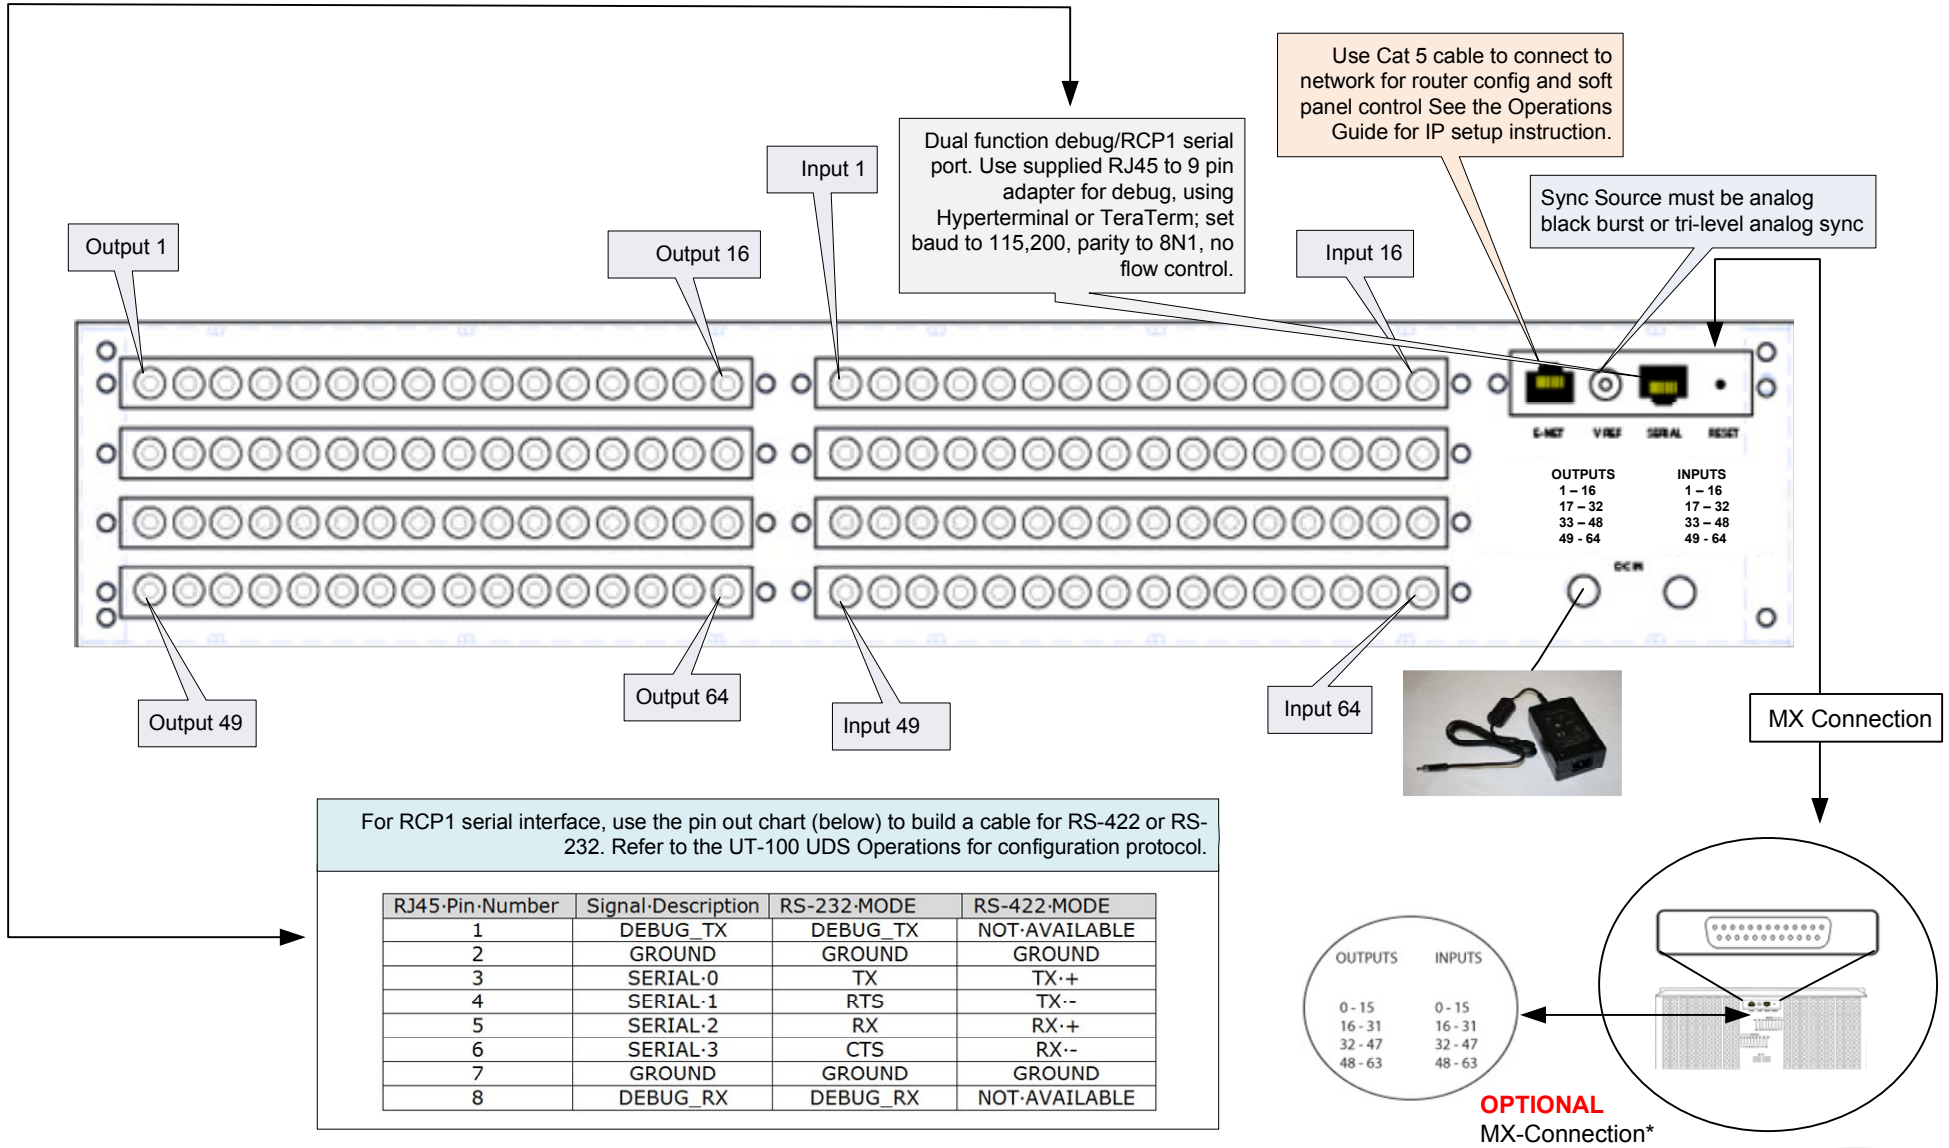 Use Cat 5 cable to connect to
network for router config and soft
panel control See the Operations
Guide for IP setup instruction.
Dual function debug/RCP1 serial
port. Use supplied RJ45 to 9 pin
adapter for debug, using
Hyperterminal or TeraTerm; set
baud to 115,200, parity to 8N1, no
flow control.
Input 1
Sync Source must be analog
black burst or tri-level analog sync
Output 1
Output 16
Input 16
E-NET V REF SERIAL RESET
OUTPUTS INPUTS
1 – 16 1 – 16
17 – 32 17 – 32
33 – 48 33 – 48
49 - 64 49 - 64
DC IN
Output 49
Output 64
Input 49
Input 64
MX Connection
For RCP1 serial interface, use the pin out chart (below) to build a cable for RS-422 or RS-
232. Refer to the UT-100 UDS Operations for configuration protocol.
RJ45·Pin·Number Signal·Description RS-232·MODE RS-422·MODE
1 DEBUG_TX DEBUG_TX NOT·AVAILABLE
2 GROUND GROUND GROUND
3 SERIAL·0 TX TX·+
4 SERIAL·1 RTS TX·-
5 SERIAL·2 RX RX·+
6 SERIAL·3 CTS RX·-
7 GROUND GROUND GROUND
8 DEBUG_RX DEBUG_RX NOT·AVAILABLE
OUTPUTS INPUTS
0 - 15 0 - 15
16 - 31 16 - 31
32 - 47 32 - 47
48 - 63 48 - 63
OPTIONAL
MX-Connection*